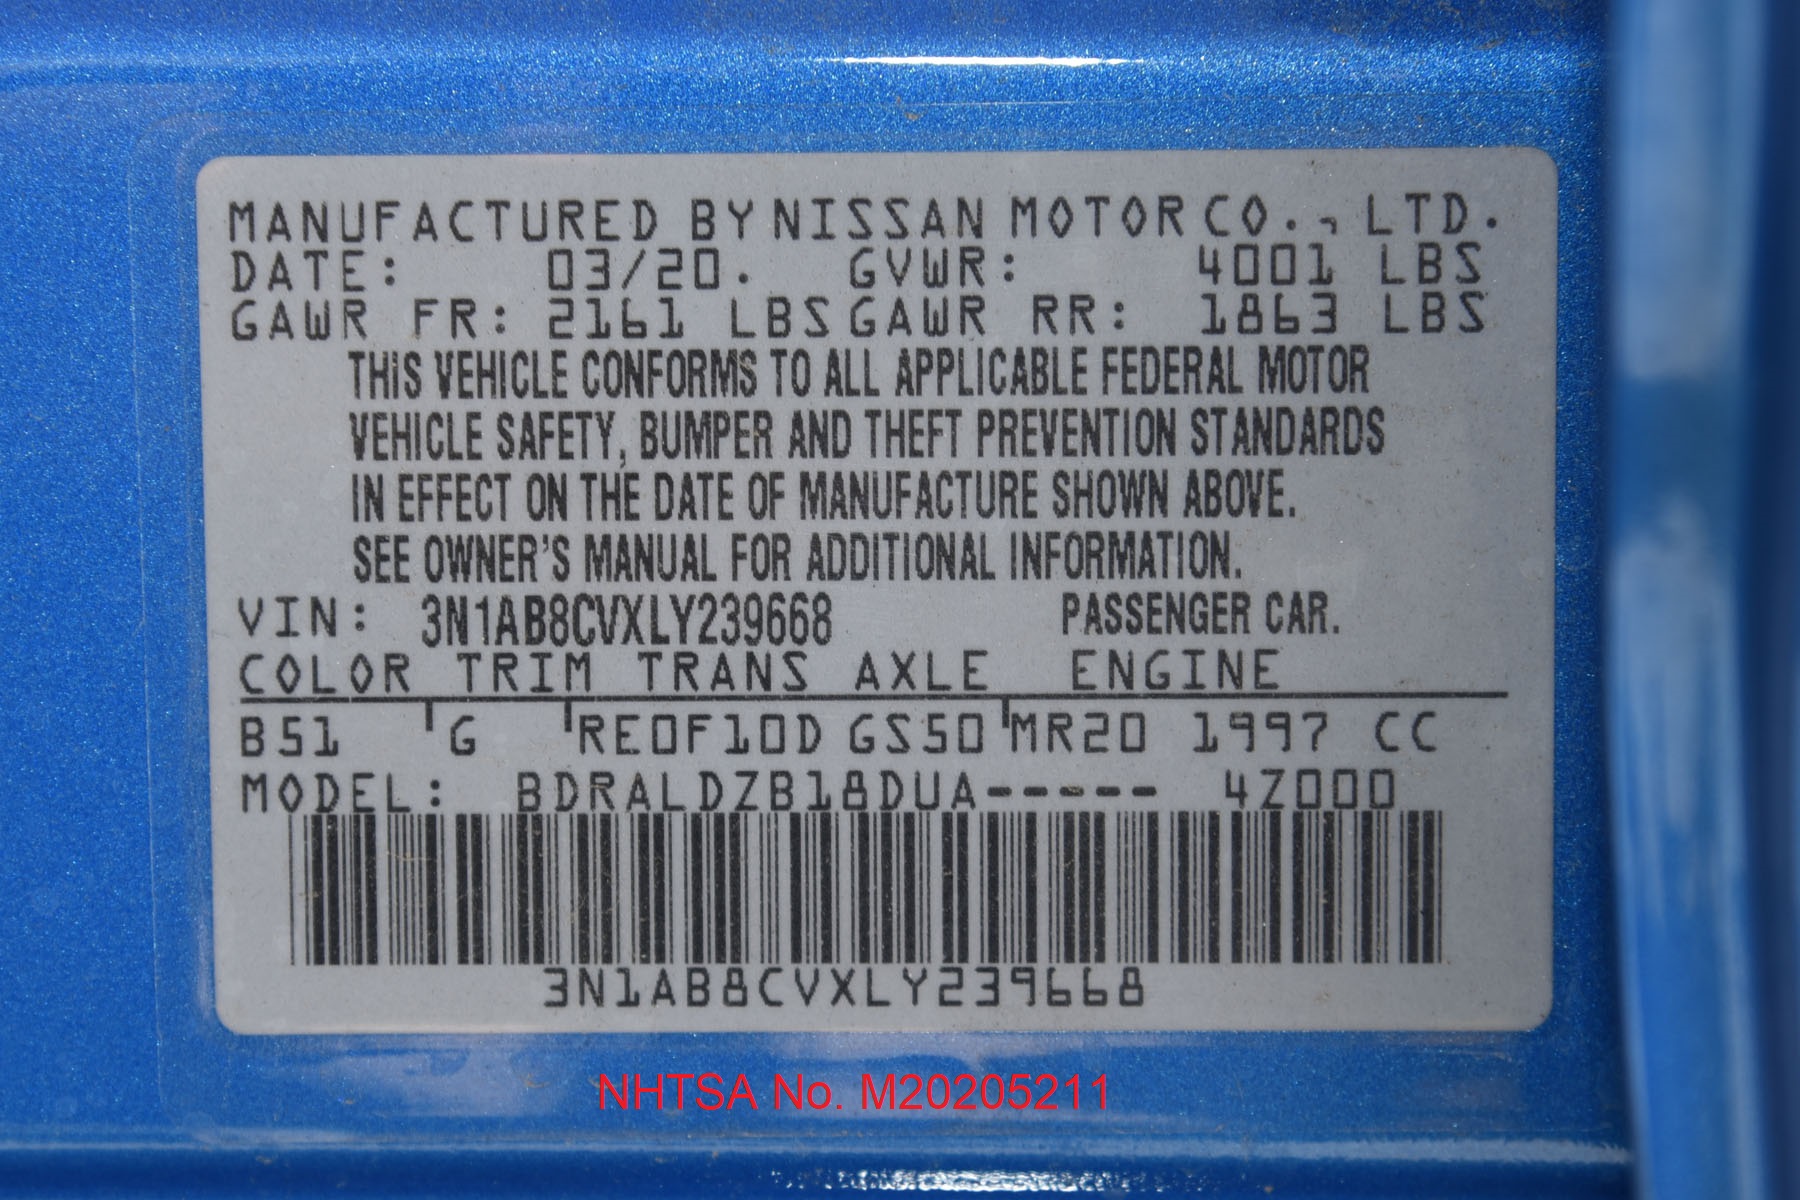 MANUFACTURED BY NISSAN MOTOR CO., LTD.
DATE: 03/20. GVWR: 4001 LBS
GAWR FR: 2161 LBS GAWR RR: 1863 LBS
THIS VEHICLE CONFORMS TO ALL APPLICABLE FEDERAL MOTOR
VEHICLE SAFETY, BUMPER AND THEFT PREVENTION STANDARDS
IN EFFECT ON THE DATE OF MANUFACTURE SHOWN ABOVE.
SEE OWNER'S MANUAL FOR ADDITIONAL INFORMATION.
VIN: 3N1AB8CVXLY239668 PASSENGER CAR.
COLOR TRIM TRANS AXLE ENGINE
B51 G RE0F10D GS50 MR20 1997 CC
MODEL: BDRALDZB18DUA----- 4Z000
3N1AB8CVXLY239668
NHTSA No. M20205211